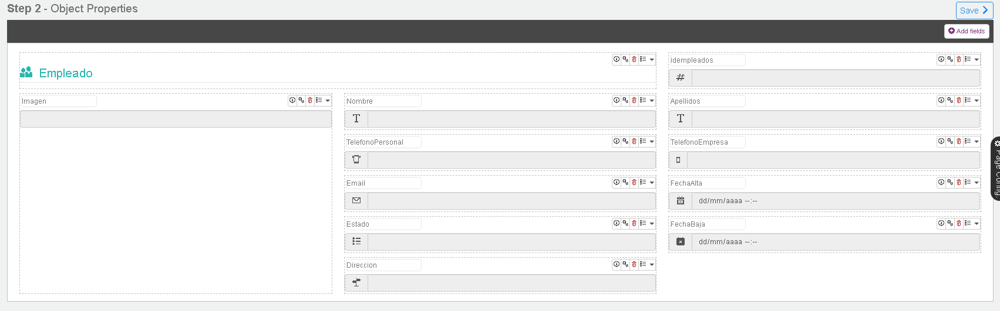 Step 2 - Object Properties
Save
Add fields
Empleado
idempleados
#
Imagen
Nombre
Apellidos
T
T
TelefonoPersonal
TelefonoEmpresa
Email
FechaAlta
dd/mm/aaaa --:--
Estado
FechaBaja
dd/mm/aaaa --:--
Direccion
Page Config.